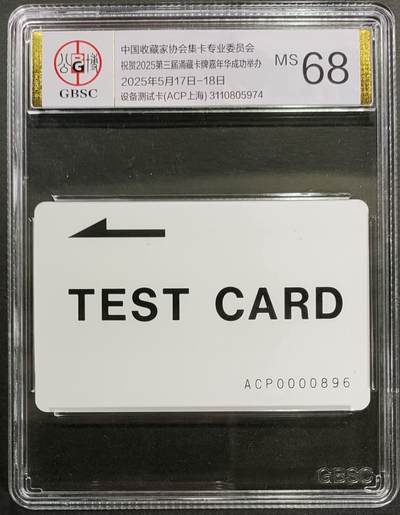 公博
G
GBSC
中国收藏家协会集卡专业委员会
祝贺2025第三届涌藏卡牌嘉年华成功举办
2025年5月17日-18日
设备测试卡(ACP上海) 3110805974
MS 68
TEST CARD
ACP0000896
GBSC